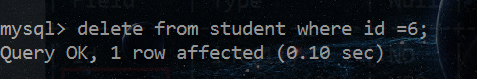 mysql> delete from student where id =6;
Query OK, 1 row affected (0.10 sec)